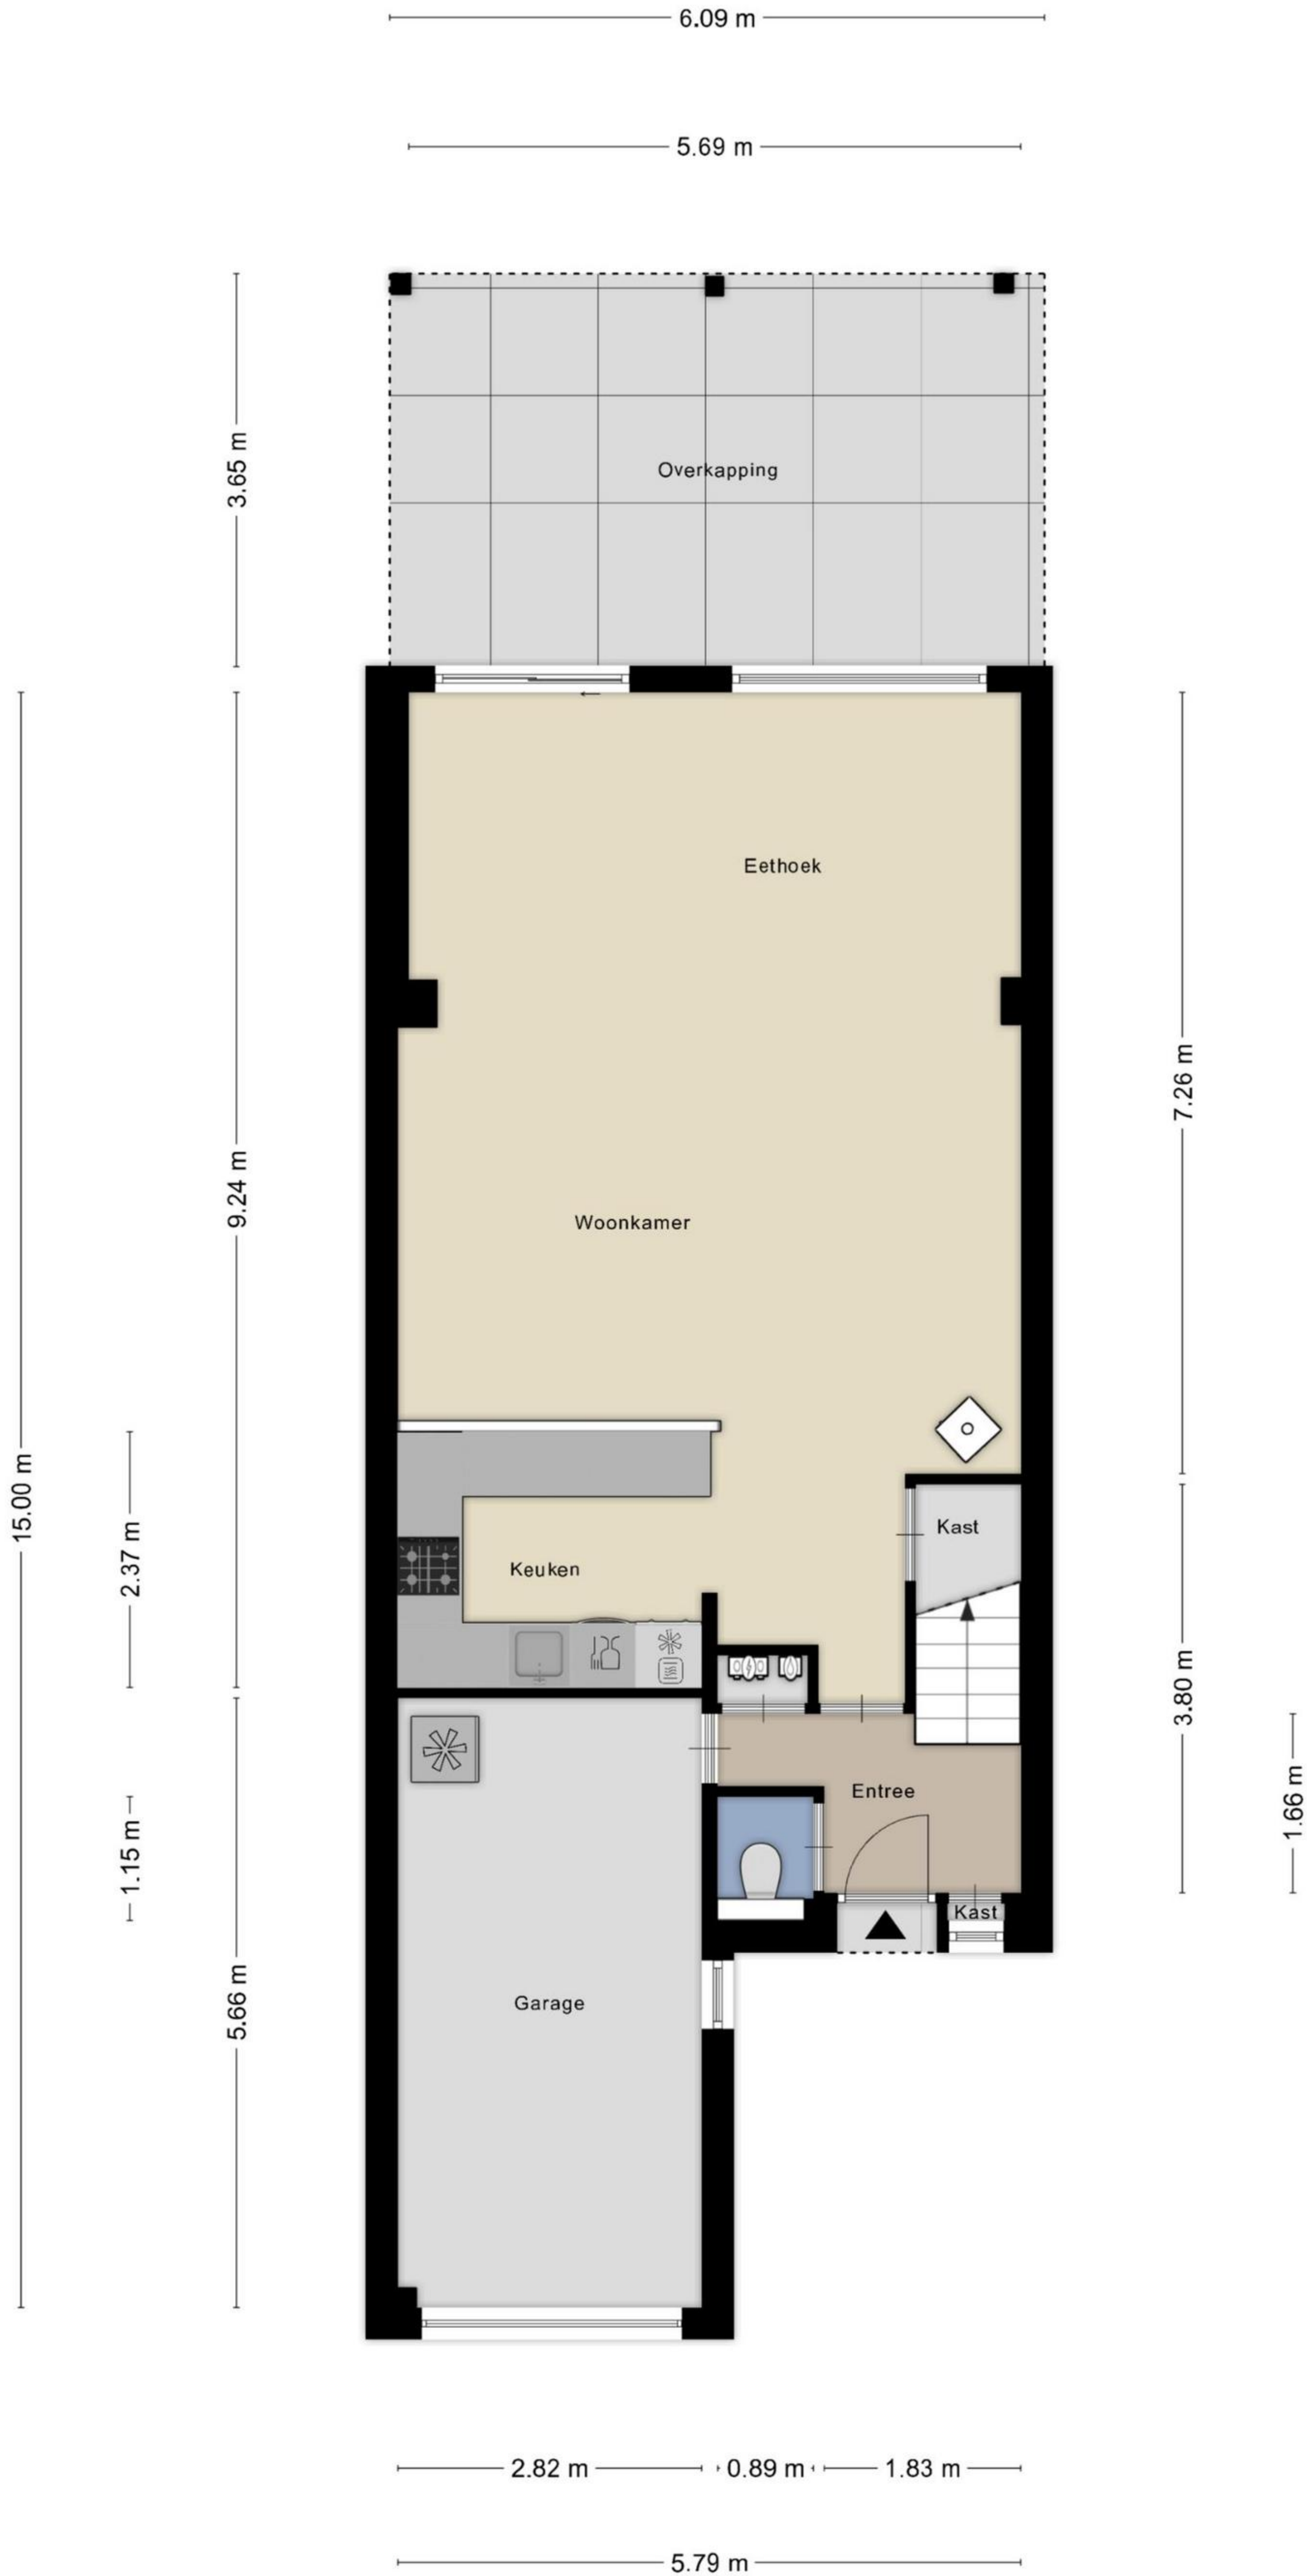 6.09 m
5.69 m
3.65 m
Overkapping
Eethoek
7.26 m
9.24 m
Woonkamer
15.00 m
2.37 m
Kast
Keuken
3.80 m
Entree
1.66 m
1.15 m
Kast
Garage
5.66 m
2.82 m
0.89 m
1.83 m
5.79 m